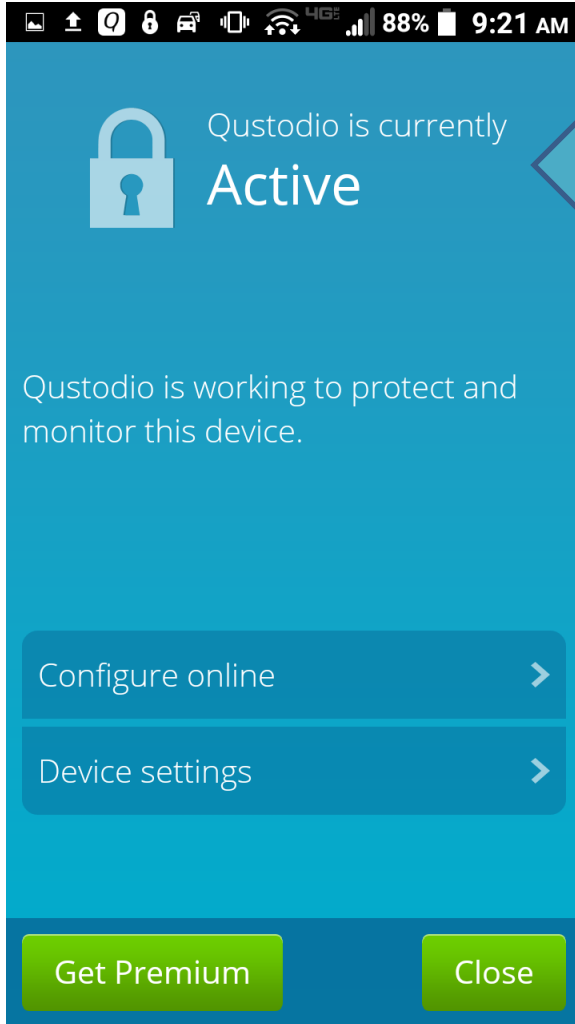 Q 4G 88% 9:21 AM
Qustodio is currently
Active
Qustodio is working to protect and
monitor this device.
Configure online
Device settings
Get Premium
Close